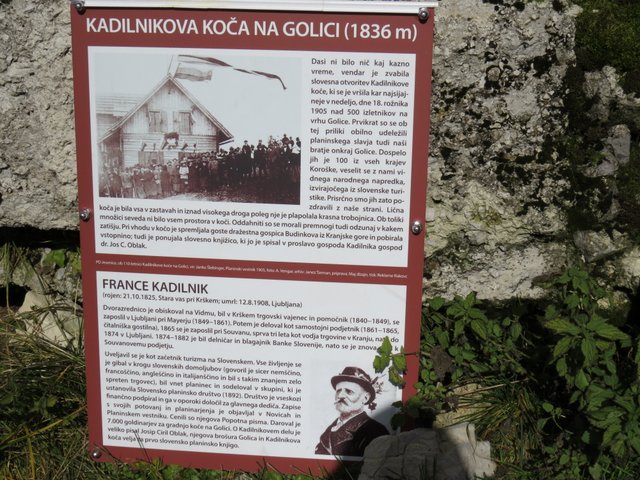 KADILNIKOVA KOČA NA GOLICI (1836 m)
Dasi ni bilo nič kaj kazno
vreme, vendar je zvabila
slovesna otvoritev Kadilnikove
koče, ki se je vršila kar najsijaj-
neje v nedeljo, dne 18. rožnika
1905 nad 500 izletnikov na
vrhu Golice. Prvikrat so se ob
tej priliki obilno udeležili
planinskega slavja tudi naši
bratje onkraj Golice. Dospelo
jih je 100 iz vseh krajev
Koroške, veselit se z nami vi-
dnega narodnega napredka,
izvirajočega iz slovenske turi-
stike. Prisrčno smo jih zato po-
zdravili z naše strani. Lična
koča je bila vsa v zastavah in iznad visokega droga poleg nje je plapolala krasna trobojnica. Ob toliki
množici seveda ni bilo vsem prostora v koči. Oddahniti so se morali premnogi tudi odzunaj v kakem
zatišju. Pri vhodu v kočo je spremljala goste dražestna gospica Budinkova iz Kranjske gore in pobirala
vstopnino; tudi je ponujala slovesno knjižico, ki jo je spisal v proslavo gospoda Kadilnika gospod
dr. Jos C. Oblak.
FRANCE KADILNIK
(rojen: 21.10.1825, Stara vas pri Krškem; umrl: 12.8.1908, Ljubljana)
Dvorazrednico je obiskoval na Vidmu, bil v Krškem trgovski vajenec in pomočnik (1840–1849), se
zaposlil v Ljubljani pri Mayerju (1849–1861). Potem je deloval kot samostojni podjetnik (1861–1865,
čitalniška gostilna), 1865 se je zaposlil pri Souvanu, sprva tri leta kot vodja trgovine v Kranju, nato do
1874 v Ljubljani. 1874–1882 je bil delničar in blagajnik Banke Slovenije, nato se je znova
Souvanovemu podjetju.
Uveljavil se je kot začetnik turizma na Slovenskem. Vse življenje se
je gibal v krogu slovenskih domoljubov (govoril je sicer nemščino,
francoščino, angleščino in italijanščino in bil s takim znanjem zelo
spreten trgovec), bil vnet planinec in sodeloval v skupini, ki je
ustanovila Slovensko planinsko društvo (1892). Društvo je vseskozi
finančno podpiral in ga v oporoki določil za glavnega dediča. Zapise
s svojih potovanj in planinarjenja je objavljal v Novicah in
Planinskem vestniku. Cenili so njegova Popotna pisma. Daroval je
7.000 goldinarjev za gradnjo koče na Golici. O Kadilnikovem delu je
veliko pisal Josip Ciril Oblak, njegova brošura Golica in Kadilnikova
koča velja za prvo slovensko planinsko knjigo.